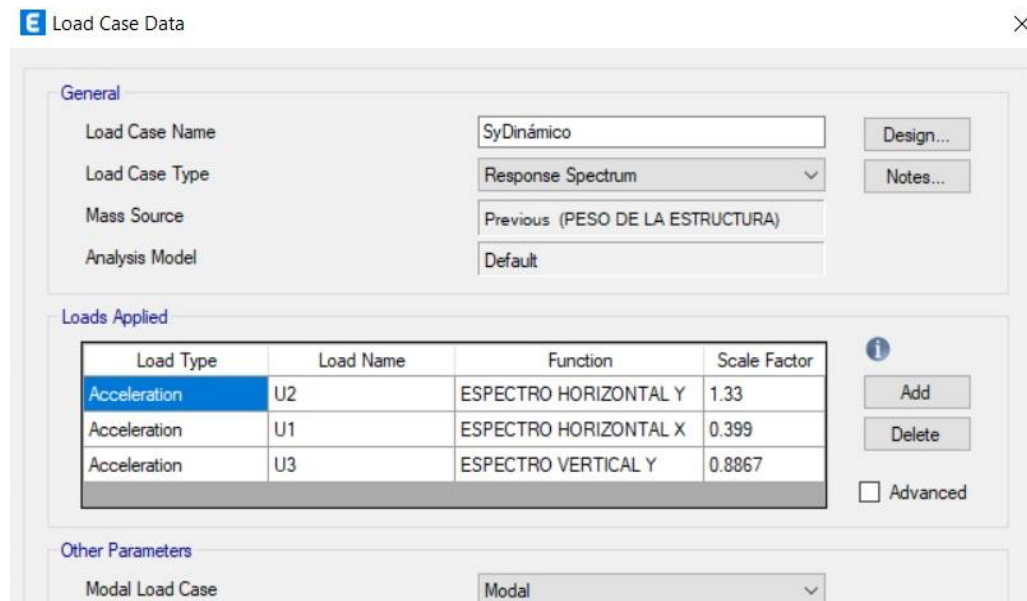 E Load Case Data
General
Load Case Name SyDinámico Design...
Load Case Type Response Spectrum Notes...
Mass Source Previous (PESO DE LA ESTRUCTURA)
Analysis Model Default
Loads Applied
Load Type Load Name Function Scale Factor
Acceleration U2 ESPECTRO HORIZONTAL Y 1.33 Add
Acceleration U1 ESPECTRO HORIZONTAL X 0.399 Delete
Acceleration U3 ESPECTRO VERTICAL Y 0.8867
Advanced
Other Parameters
Modal Load Case Modal